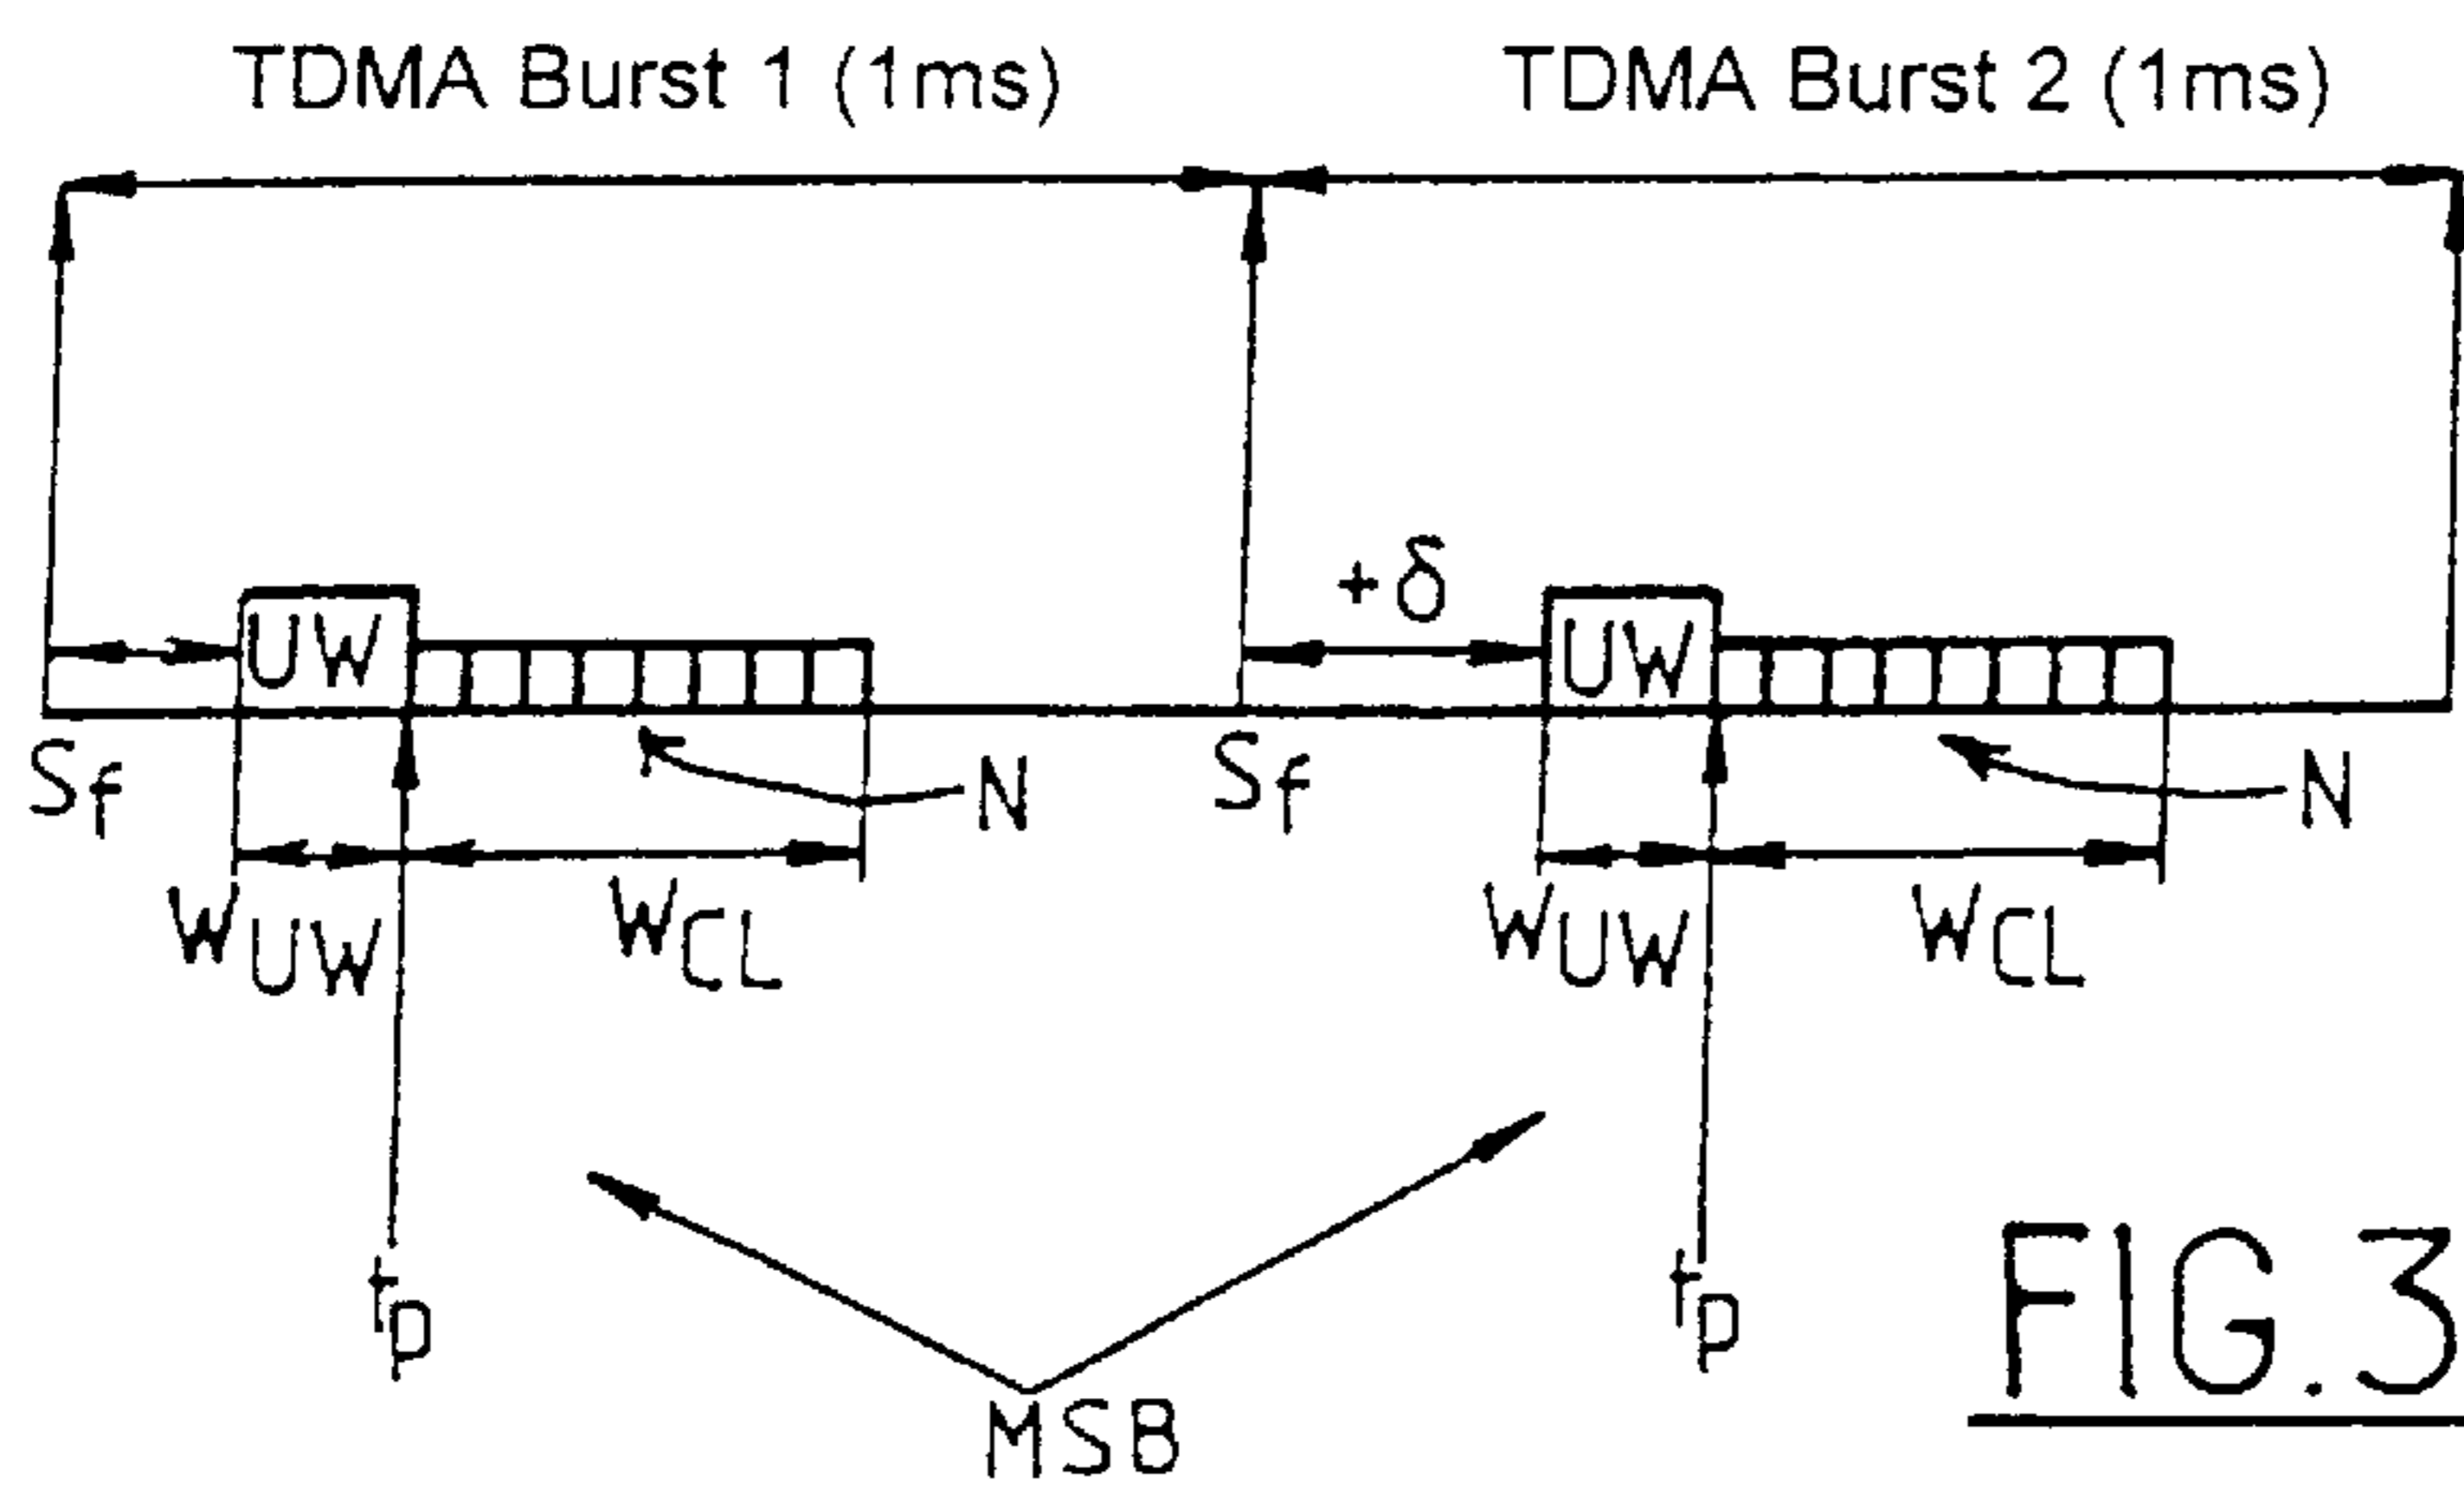 TDMA Burst 1 (1ms)
TDMA Burst 2 (1ms)
+δ
UW
UW
Sf
N
Sf
N
WUW
WCL
WUW
WCL
tp
tp
MSB
FIG.3